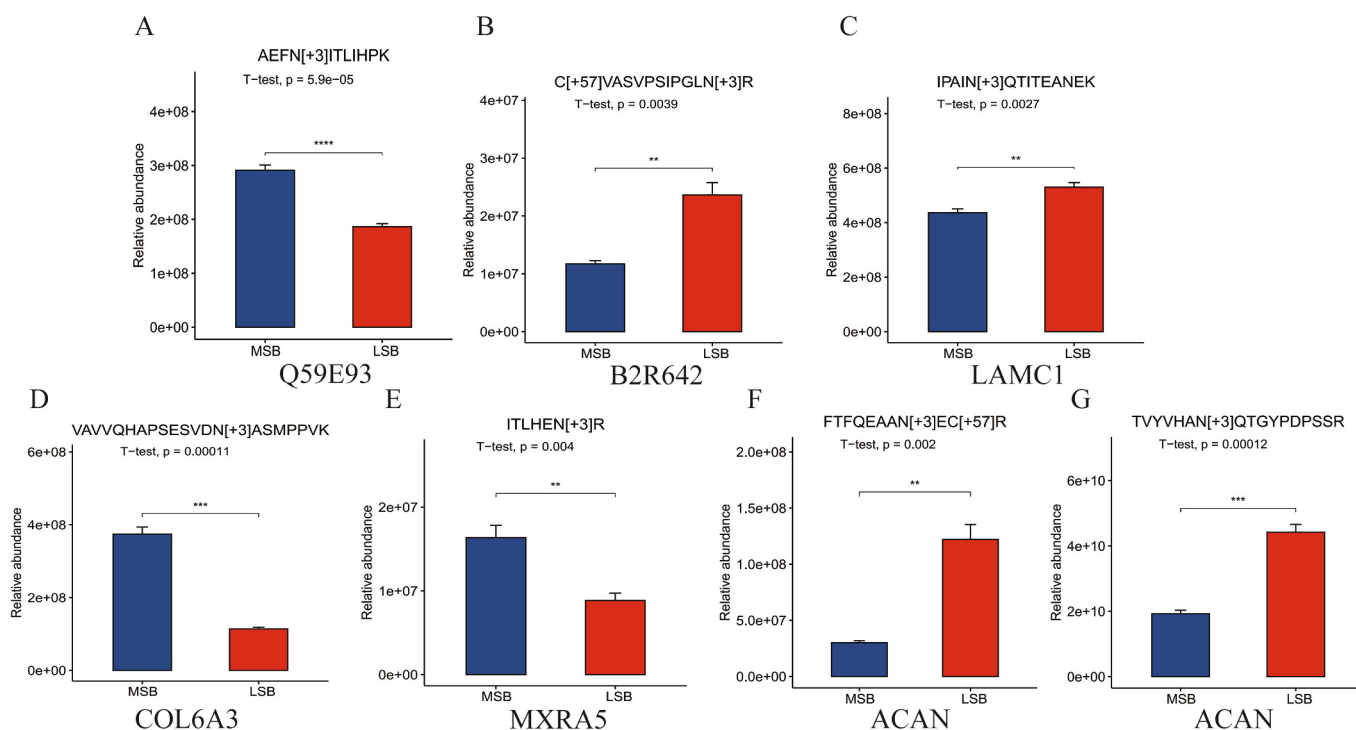 A
AEFN[+3]ITLIHPK
T-test, p = 5.9e-05
****
Relative abundance
4e+08
3e+08
2e+08
1e+08
0e+00
MSB LSB
Q59E93
B
C[+57]VASVPSIPGLN[+3]R
T-test, p = 0.0039
**
Relative abundance
4e+07
3e+07
2e+07
1e+07
0e+00
MSB LSB
B2R642
C
IPAIN[+3]QTITEANEK
T-test, p = 0.0027
**
Relative abundance
8e+08
6e+08
4e+08
2e+08
0e+00
MSB LSB
LAMC1
D
VAVVQHAPSESVDN[+3]ASMPPVK
T-test, p = 0.00011
***
Relative abundance
6e+08
4e+08
2e+08
0e+00
MSB LSB
COL6A3
E
ITLHEN[+3]R
T-test, p = 0.004
**
Relative abundance
2e+07
1e+07
0e+00
MSB LSB
MXRA5
F
FTFQEAAN[+3]EC[+57]R
T-test, p = 0.002
**
Relative abundance
2.0e+08
1.5e+08
1.0e+08
5.0e+07
0.0e+00
MSB LSB
ACAN
G
TVYVHAN[+3]QTGYPDPSSR
T-test, p = 0.00012
***
Relative abundance
6e+10
4e+10
2e+10
0e+00
MSB LSB
ACAN